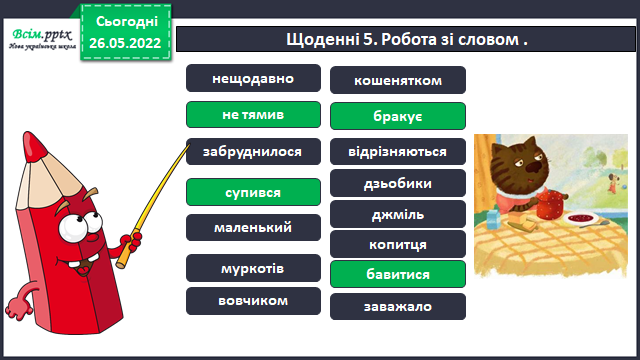 Всім.pptx
Нова українська школа
Сьогодні
26.05.2022
Щоденні 5. Робота зі словом .
нещодавно
не тямив
забруднилося
супився
маленький
муркотів
вовчиком
кошенятком
бракує
відрізняються
дзьобики
джміль
копитця
бавитися
заважало